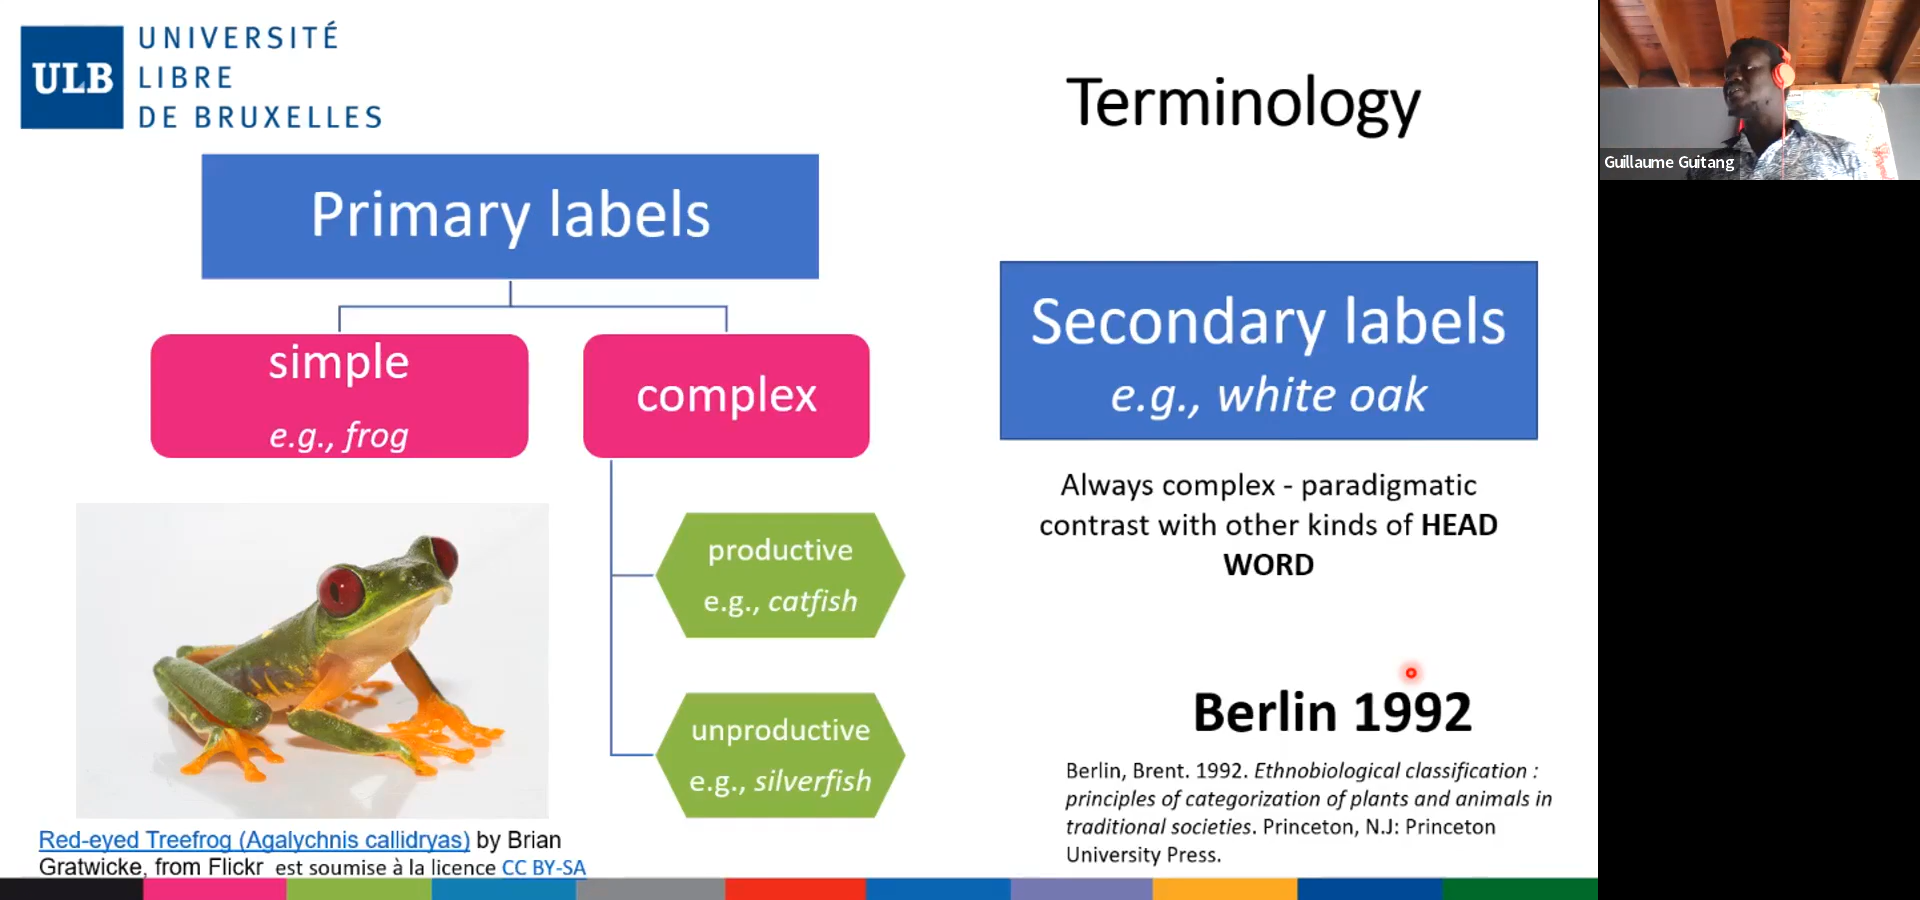 ULB
UNIVERSITÉ
LIBRE
DE BRUXELLES
Terminology
Primary labels
simple
e.g., frog
complex
productive
e.g., catfish
unproductive
e.g., silverfish
Red-eyed Treefrog (Agalychnis callidryas) by Brian
Gratwicke, from Flickr est soumise à la licence CC BY-SA
Secondary labels
e.g., white oak
Always complex - paradigmatic
contrast with other kinds of HEAD
WORD
Berlin 1992
Berlin, Brent. 1992. Ethnobiological classification :
principles of categorization of plants and animals in
traditional societies. Princeton, N.J: Princeton
University Press.
Guillaume Guitang